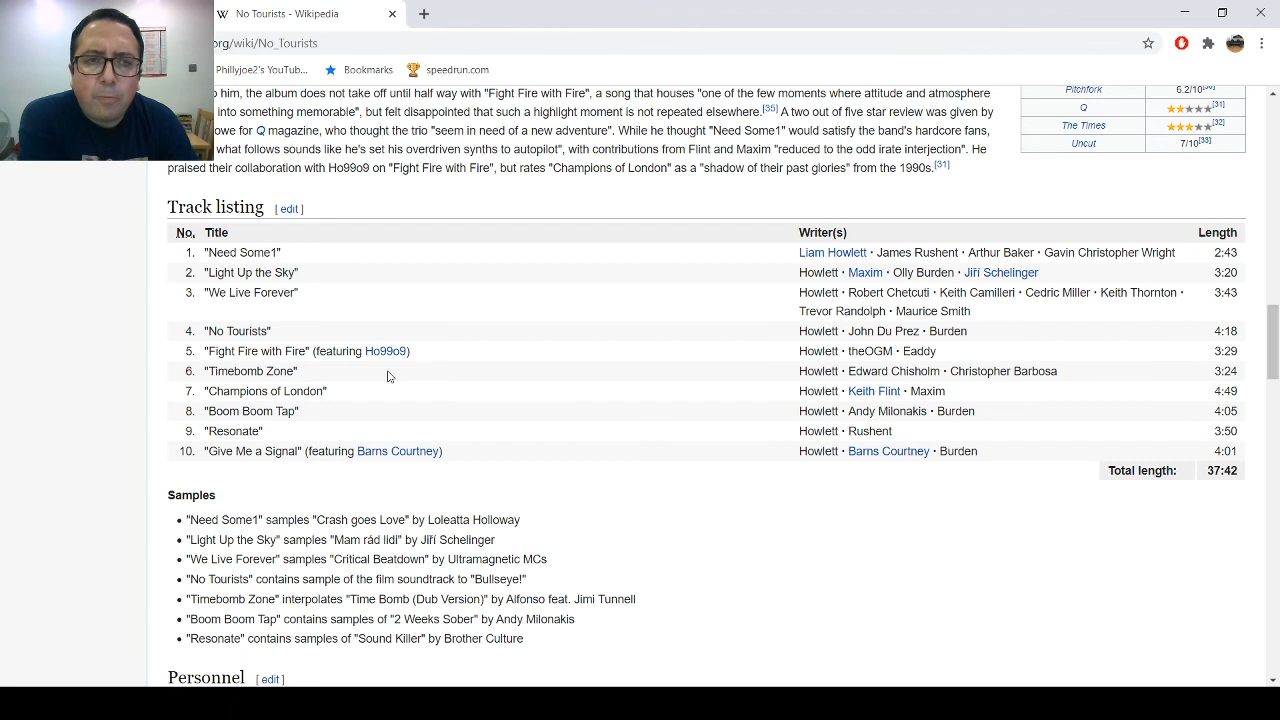 No Tourists - Wikipedia
org/wiki/No_Tourists
Phillyjoe2's YouTub...
Bookmarks
speedrun.com
o him, the album does not take off until half way with "Fight Fire with Fire", a song that houses "one of the few moments where attitude and atmosphere
into something memorable", but felt disappointed that such a highlight moment is not repeated elsewhere.[35] A two out of five star review was given by
owe for Q magazine, who thought the trio "seem tired of a new adventure". While he thought "Need Some1" would satisfy the band's hardcore fans,
what follows sounds like he's set his overdriven synths to autopilot", with contributions from Flint and Maxim "reduced to the odd irate interjection". He
praised their collaboration with Ho99o9 on "Fight Fire with Fire", but rates "Champions of London" as a "shadow of their past glories" from the 1990s.[31]
Pitchfork 6.2/10[30]
Q ★★★★★[31]
The Times ★★★★★[32]
Uncut 7/10[33]
Track listing [ edit ]
No. Title Writer(s) Length
1. "Need Some1" Liam Howlett · James Rushent · Arthur Baker · Gavin Christopher Wright 2:43
2. "Light Up the Sky" Howlett · Maxim · Olly Burden · Jiří Schelinger 3:20
3. "We Live Forever" Howlett · Robert Chetcuti · Keith Camilleri · Cedric Miller · Keith Thornton · 3:43
Trevor Randolph · Maurice Smith
4. "No Tourists" Howlett · John Du Prez · Burden 4:18
5. "Fight Fire with Fire" (featuring Ho99o9) Howlett · theOGM · Eaddy 3:29
6. "Timebomb Zone" Howlett · Edward Chisholm · Christopher Barbosa 3:24
7. "Champions of London" Howlett · Keith Flint · Maxim 4:49
8. "Boom Boom Tap" Howlett · Andy Milonakis · Burden 4:05
9. "Resonate" Howlett · Rushent 3:50
10. "Give Me a Signal" (featuring Barns Courtney) Howlett · Barns Courtney · Burden 4:01
Total length: 37:42
Samples
• "Need Some1" samples "Crash goes Love" by Loleatta Holloway
• "LIght Up the Sky" samples "Mam rád lidi" by Jiří Schelinger
• "We Live Forever" samples "Critical Beatdown" by Ultramagnetic MCs
• "No Tourists" contains sample of the film soundtrack to "Bullseye!"
• "Timebomb Zone" interpolates "Time Bomb (Dub Version)" by Alfonso feat. Jimi Tunnell
• "Boom Boom Tap" contains samples of "2 Weeks Sober" by Andy Milonakis
• "Resonate" contains samples of "Sound Killer" by Brother Culture
Personnel [ edit ]